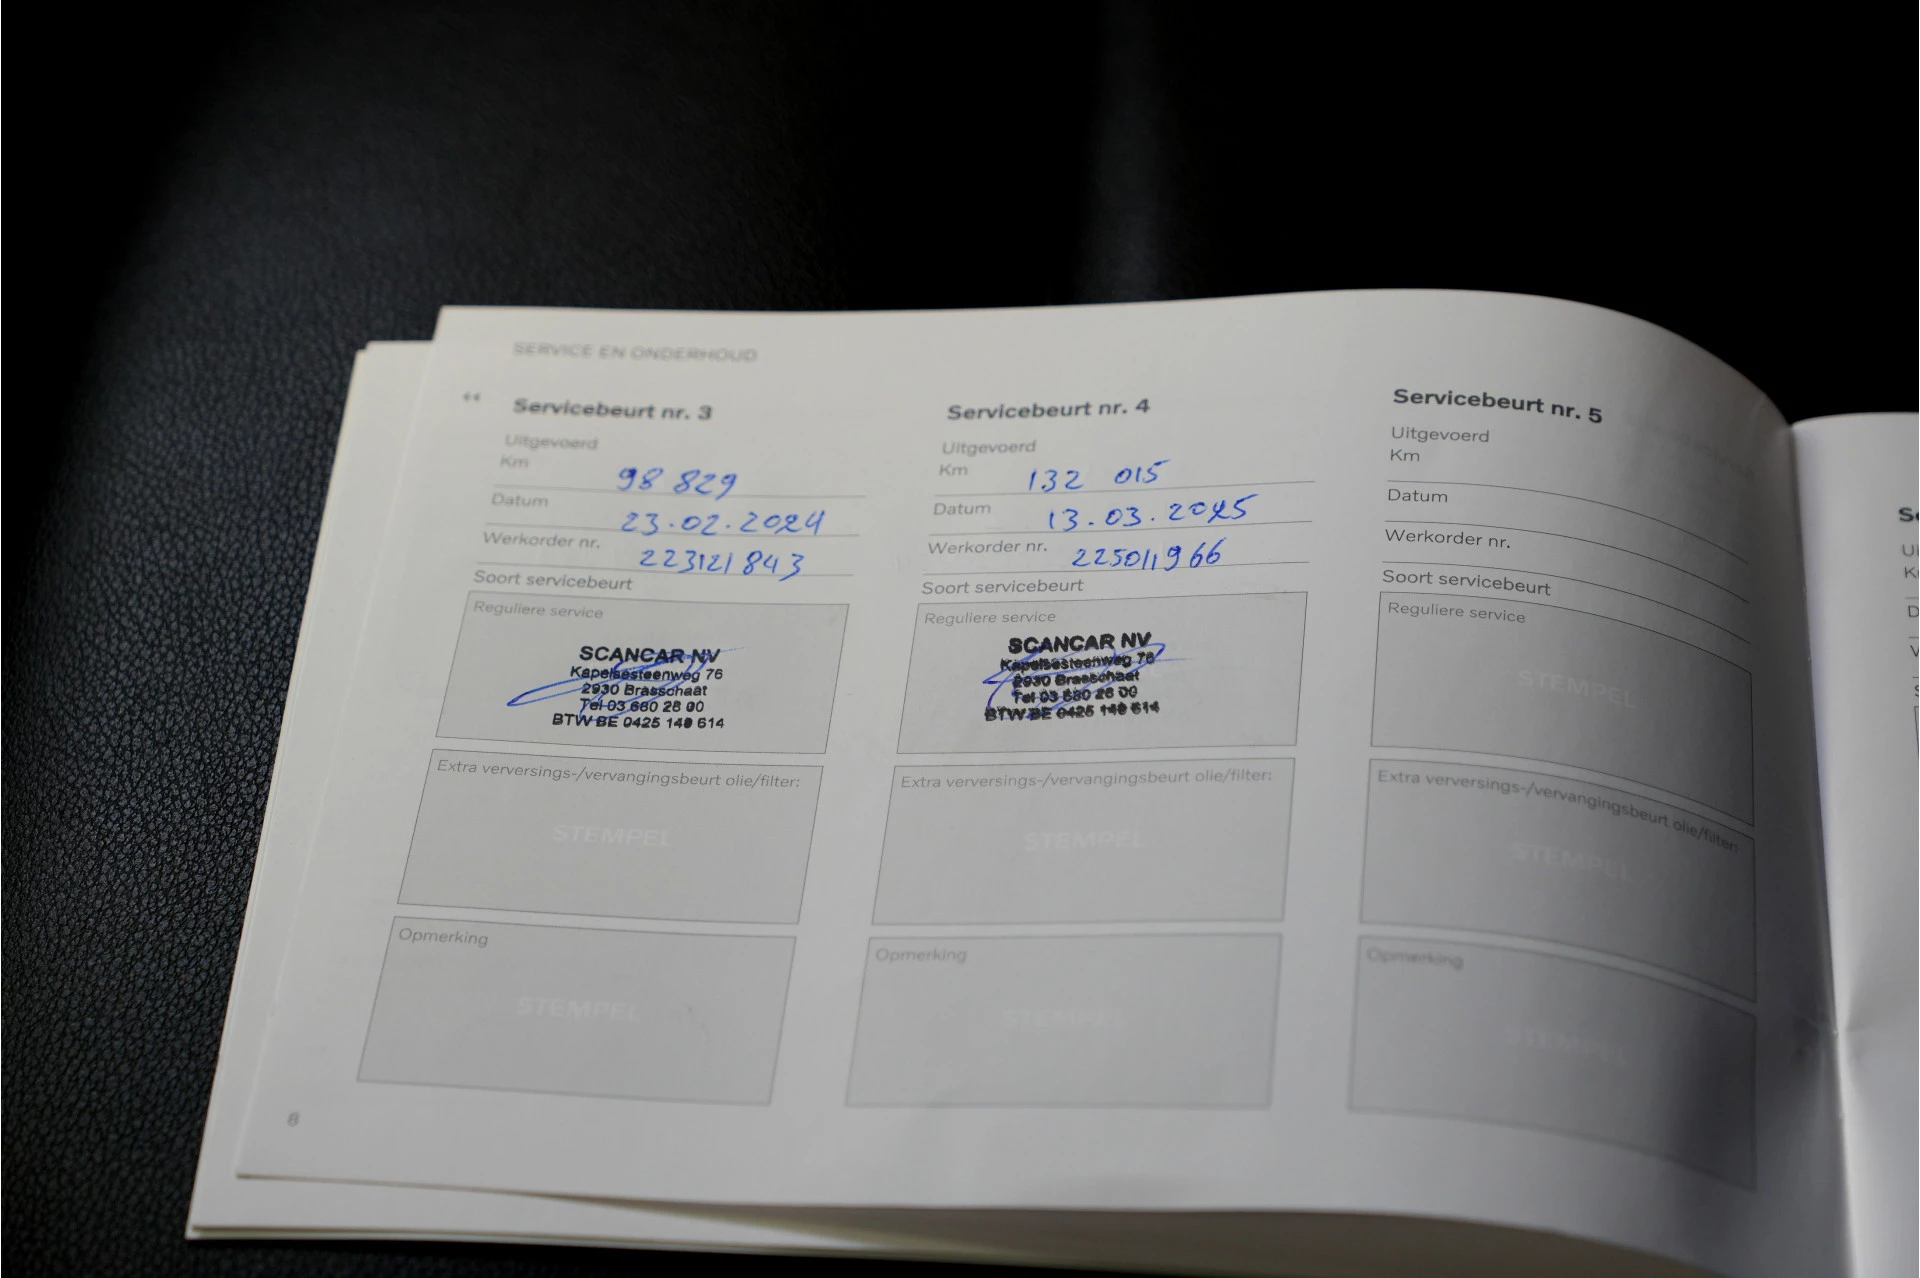 SERVICE EN ONDERHOUD
Servicebeurt nr. 3
Uitgevoerd
Km 98 829
Datum 23.02.2024
Werkorder nr. 223121843
Soort servicebeurt
Reguliere service
SCANCAR NV
Kapelsesteenweg 76
2930 Brasschaat
Tel 03 680 28 00
BTW BE 0425 149 614
Extra verversings-/vervangingsbeurt olie/filter:
STEMPEL
Opmerking
STEMPEL
8
Servicebeurt nr. 4
Uitgevoerd
Km 132 015
Datum 13.03.2025
Werkorder nr. 225011966
Soort servicebeurt
Reguliere service
SCANCAR NV
Kapelsesteenweg 76
2930 Brasschaat
Tel 03 680 28 00
BTW BE 0425 149 614
Extra verversings-/vervangingsbeurt olie/filter:
STEMPEL
Opmerking
STEMPEL
Servicebeurt nr. 5
Uitgevoerd
Km
Datum
Werkorder nr.
Soort servicebeurt
Reguliere service
STEMPEL
Extra verversings-/vervangingsbeurt olie/filter:
STEMPEL
Opmerking
STEMPEL